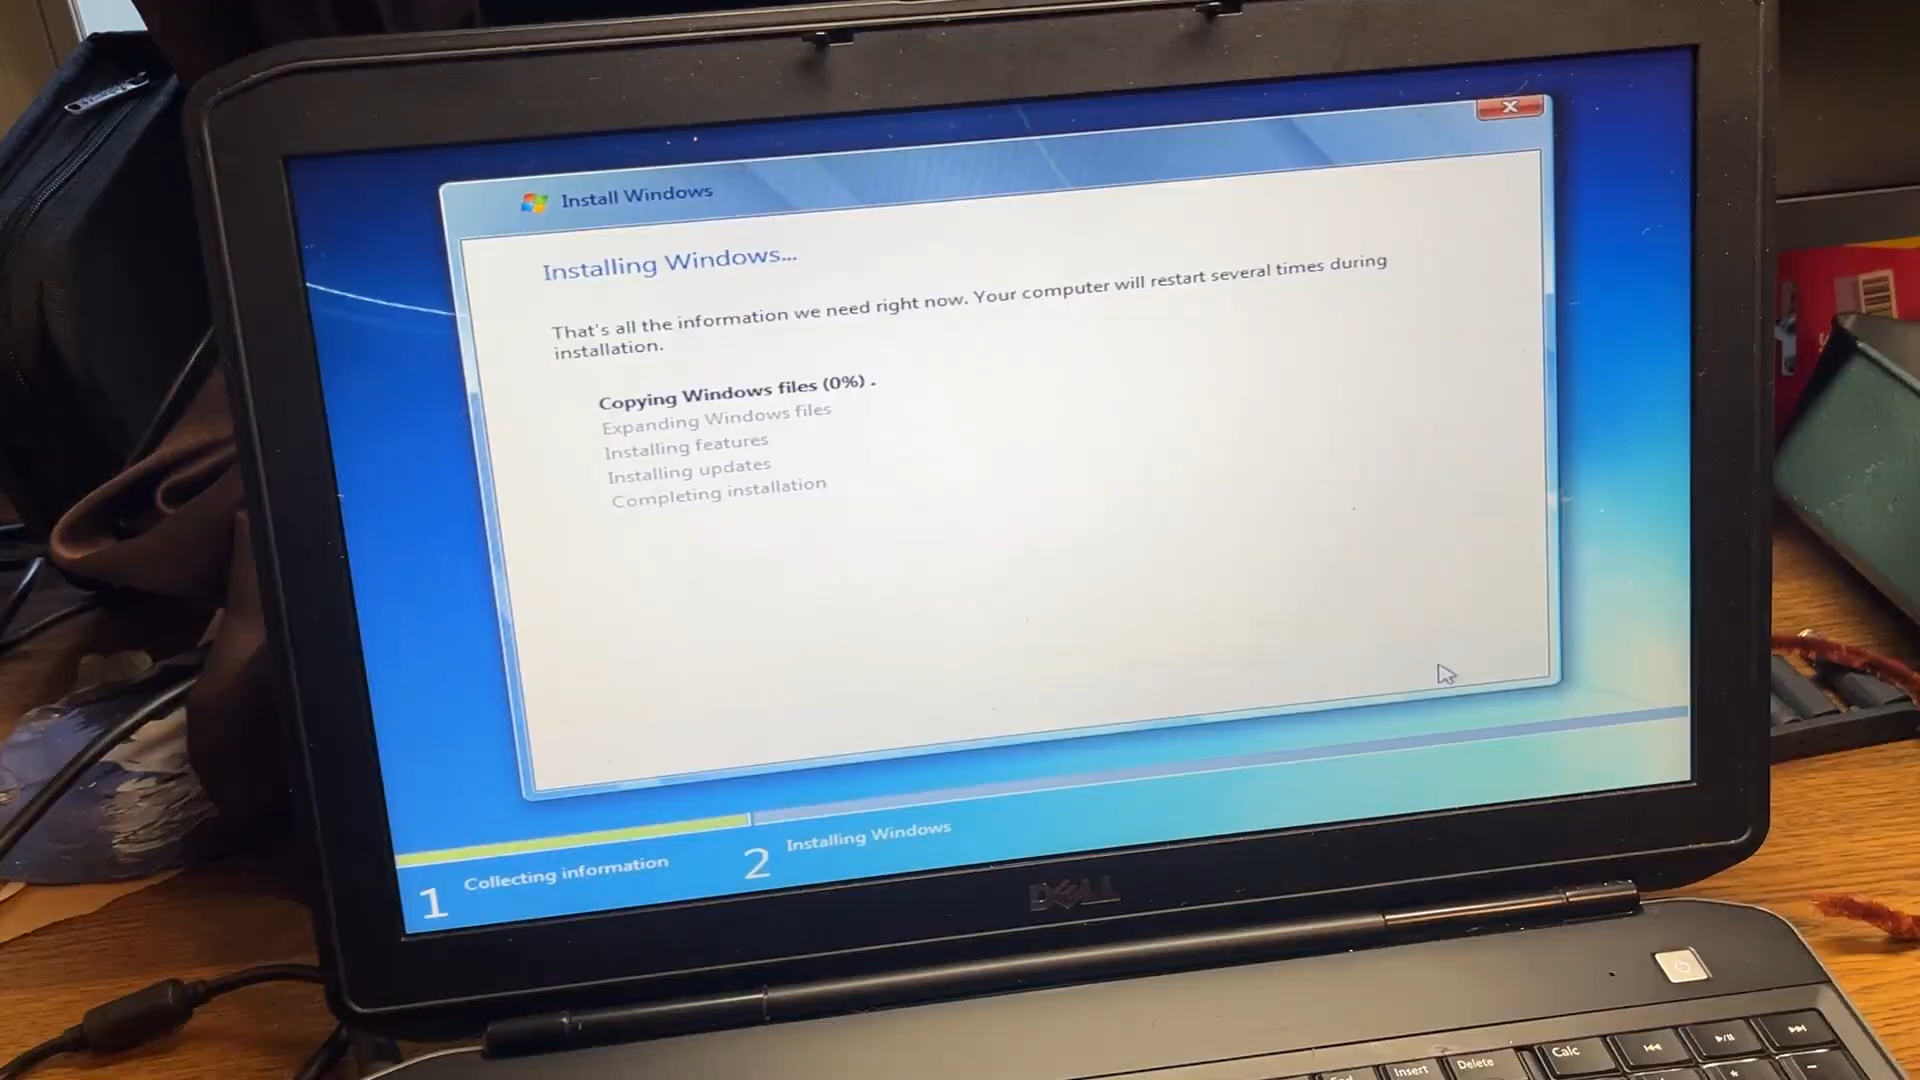 Install Windows
Installing Windows...
That's all the information we need right now. Your computer will restart several times during
installation.
Copying Windows files (0%) .
Expanding Windows files
Installing features
Installing updates
Completing installation
1 Collecting information
2 Installing Windows
DELL
Calc
Insert
Delete